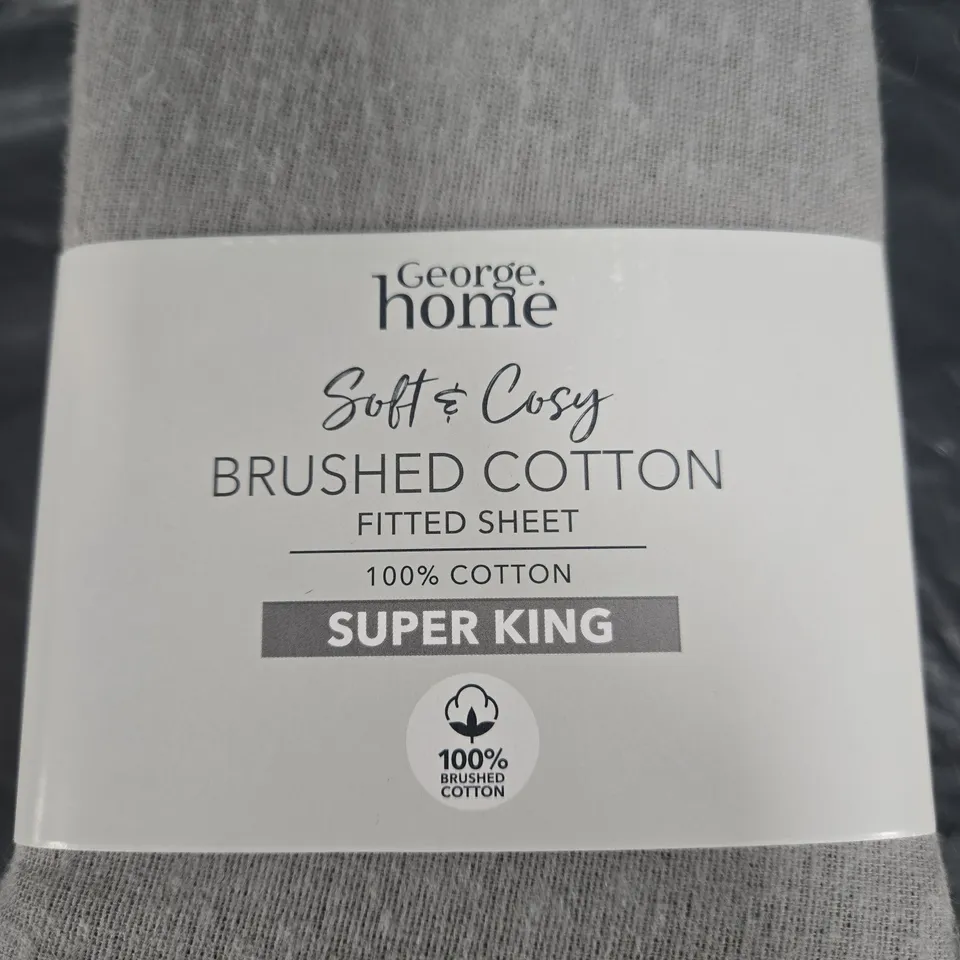 George.
home
Soft & Cosy
BRUSHED COTTON
FITTED SHEET
100% COTTON
SUPER KING
100%
BRUSHED
COTTON